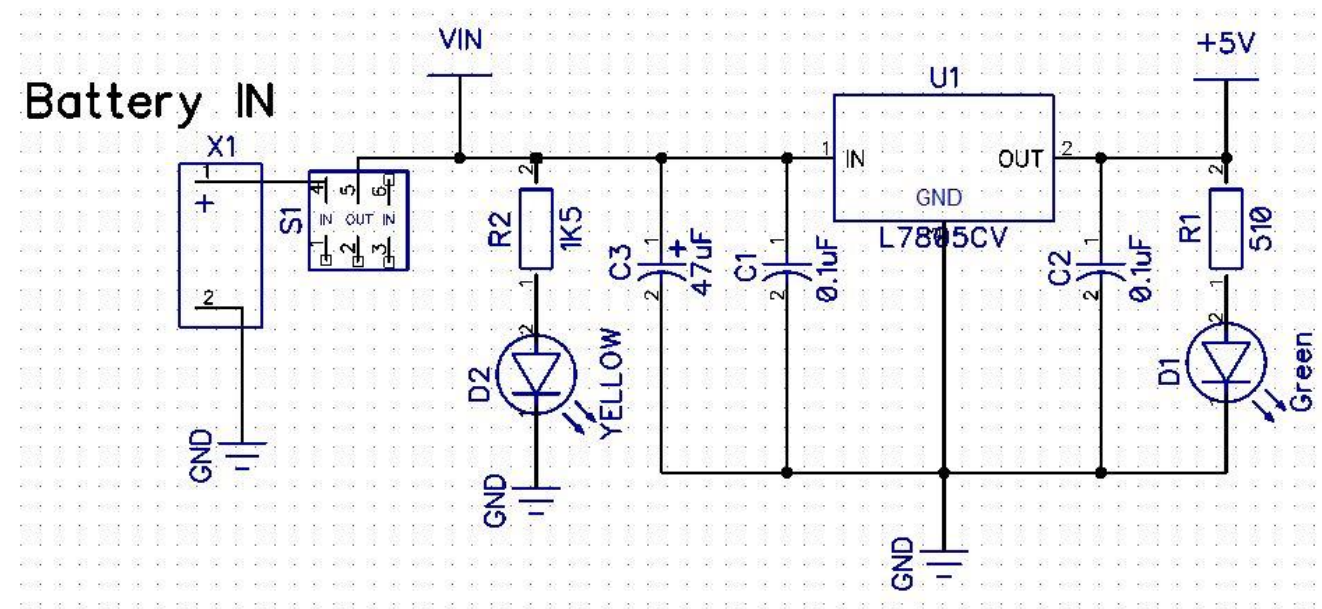 Battery IN
VIN
+5V
U1
X1
1
+
2
S1
4 5 6
IN OUT IN
1 2 3
GND
2
R2
1K5
1
2
D2
YELLOW
1
GND
1
C3
+
47uF
2
1
C1
0.1uF
2
1
IN
OUT
2
GND
L7805CV
1
C2
0.1uF
2
2
R1
510
1
2
D1
Green
1
GND